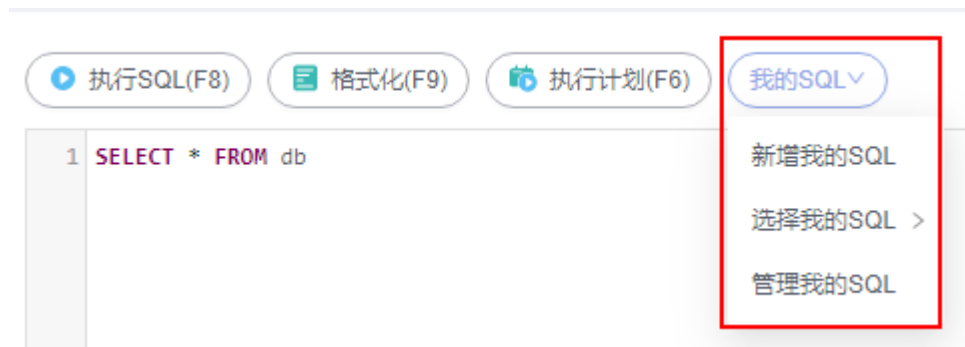 执行SQL(F8) 格式化(F9) 执行计划(F6) 我的SQL
1 SELECT * FROM db
新增我的SQL
选择我的SQL >
管理我的SQL